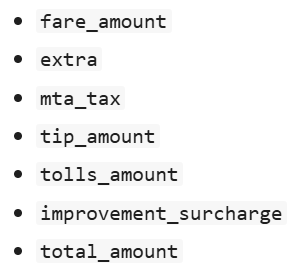 fare_amount
extra
mta_tax
tip_amount
tolls_amount
improvement_surcharge
total_amount